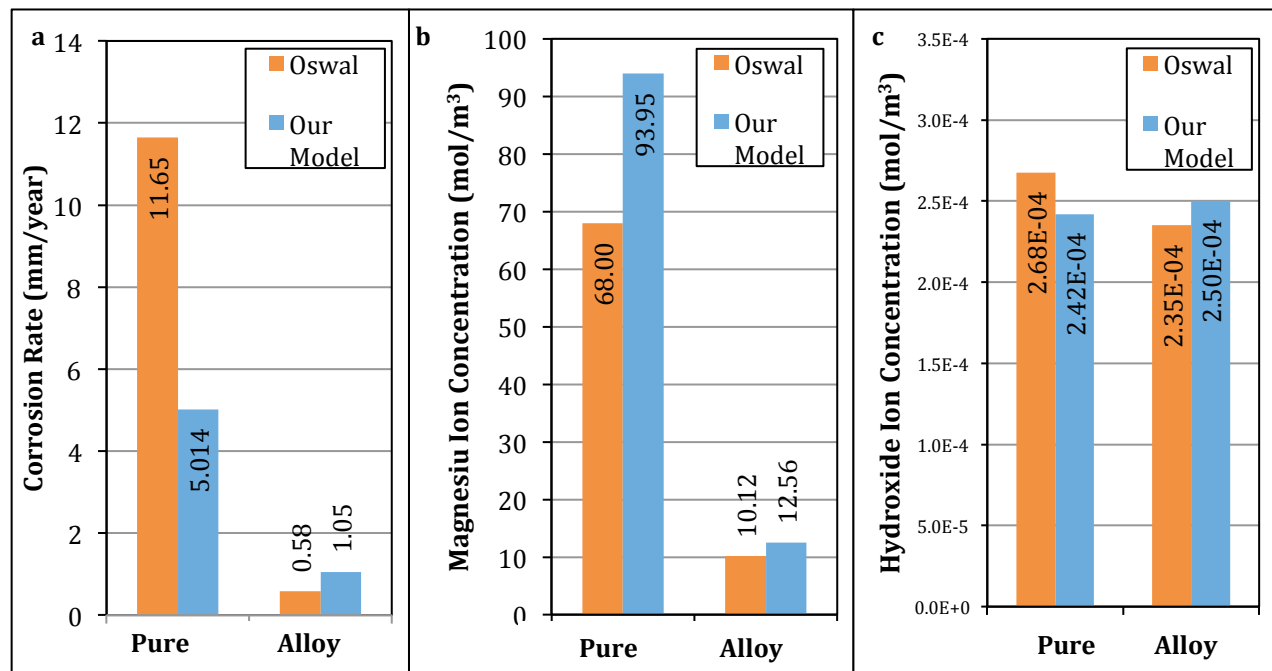 a
14
12
10
8
6
4
2
0
Corrosion Rate (mm/year)
Oswal
Our
Model
11.65
5.014
0.58
1.05
Pure
Alloy
b
100
90
80
70
60
50
40
30
20
10
0
Magnesiu Ion Concentration (mol/m³)
Oswal
Our
Model
68.00
93.95
10.12
12.56
Pure
Alloy
c
3.5E-4
3.0E-4
2.5E-4
2.0E-4
1.5E-4
1.0E-4
5.0E-5
0.0E+0
Hydroxide Ion Concentration (mol/m³)
Oswal
Our
Model
2.68E-04
2.42E-04
2.35E-04
2.50E-04
Pure
Alloy